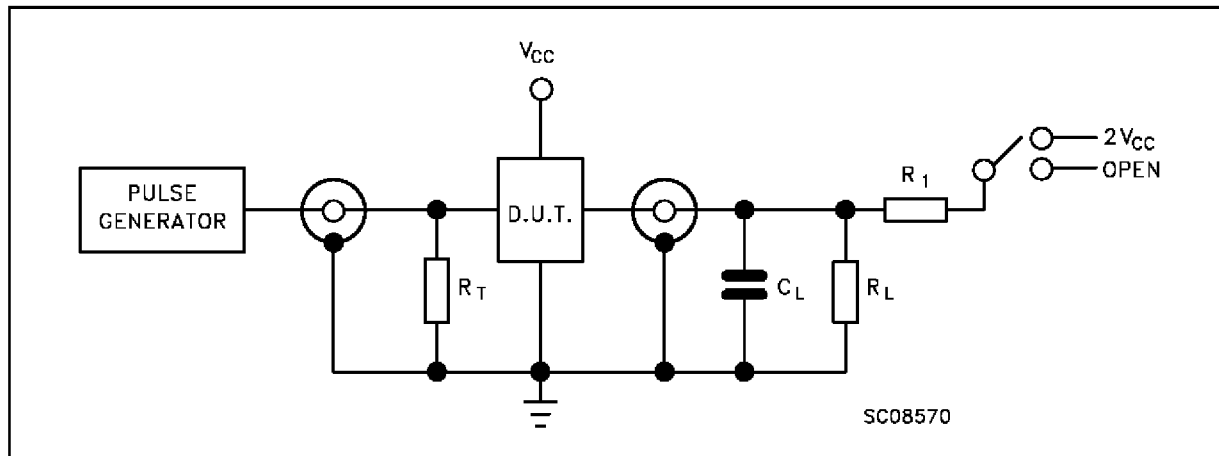 VCC
2VCC
OPEN
R1
PULSE
GENERATOR
D.U.T.
RT
CL
RL
SC08570